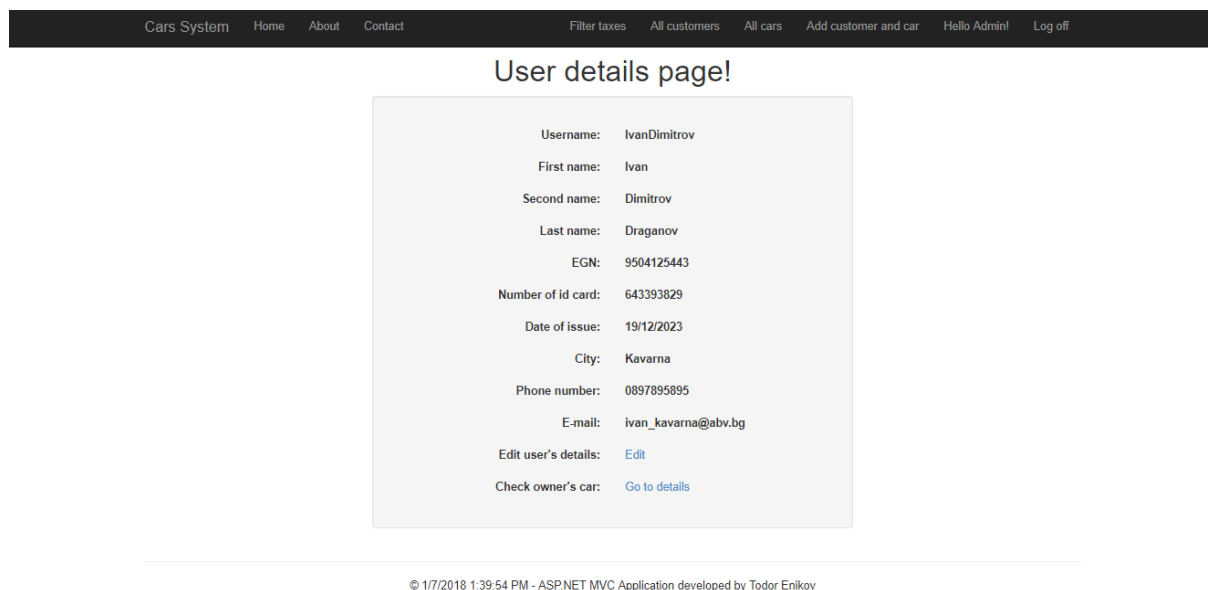 Cars System Home About Contact Filter taxes All customers All cars Add customer and car Hello Admin! Log off
User details page!
Username: IvanDimitrov
First name: Ivan
Second name: Dimitrov
Last name: Draganov
EGN: 9504125443
Number of id card: 643393829
Date of issue: 19/12/2023
City: Kavarna
Phone number: 0897895895
E-mail: ivan_kavarna@abv.bg
Edit user's details: Edit
Check owner's car: Go to details
© 1/7/2018 1:39:54 PM - ASP.NET MVC Application developed by Todor Enikov